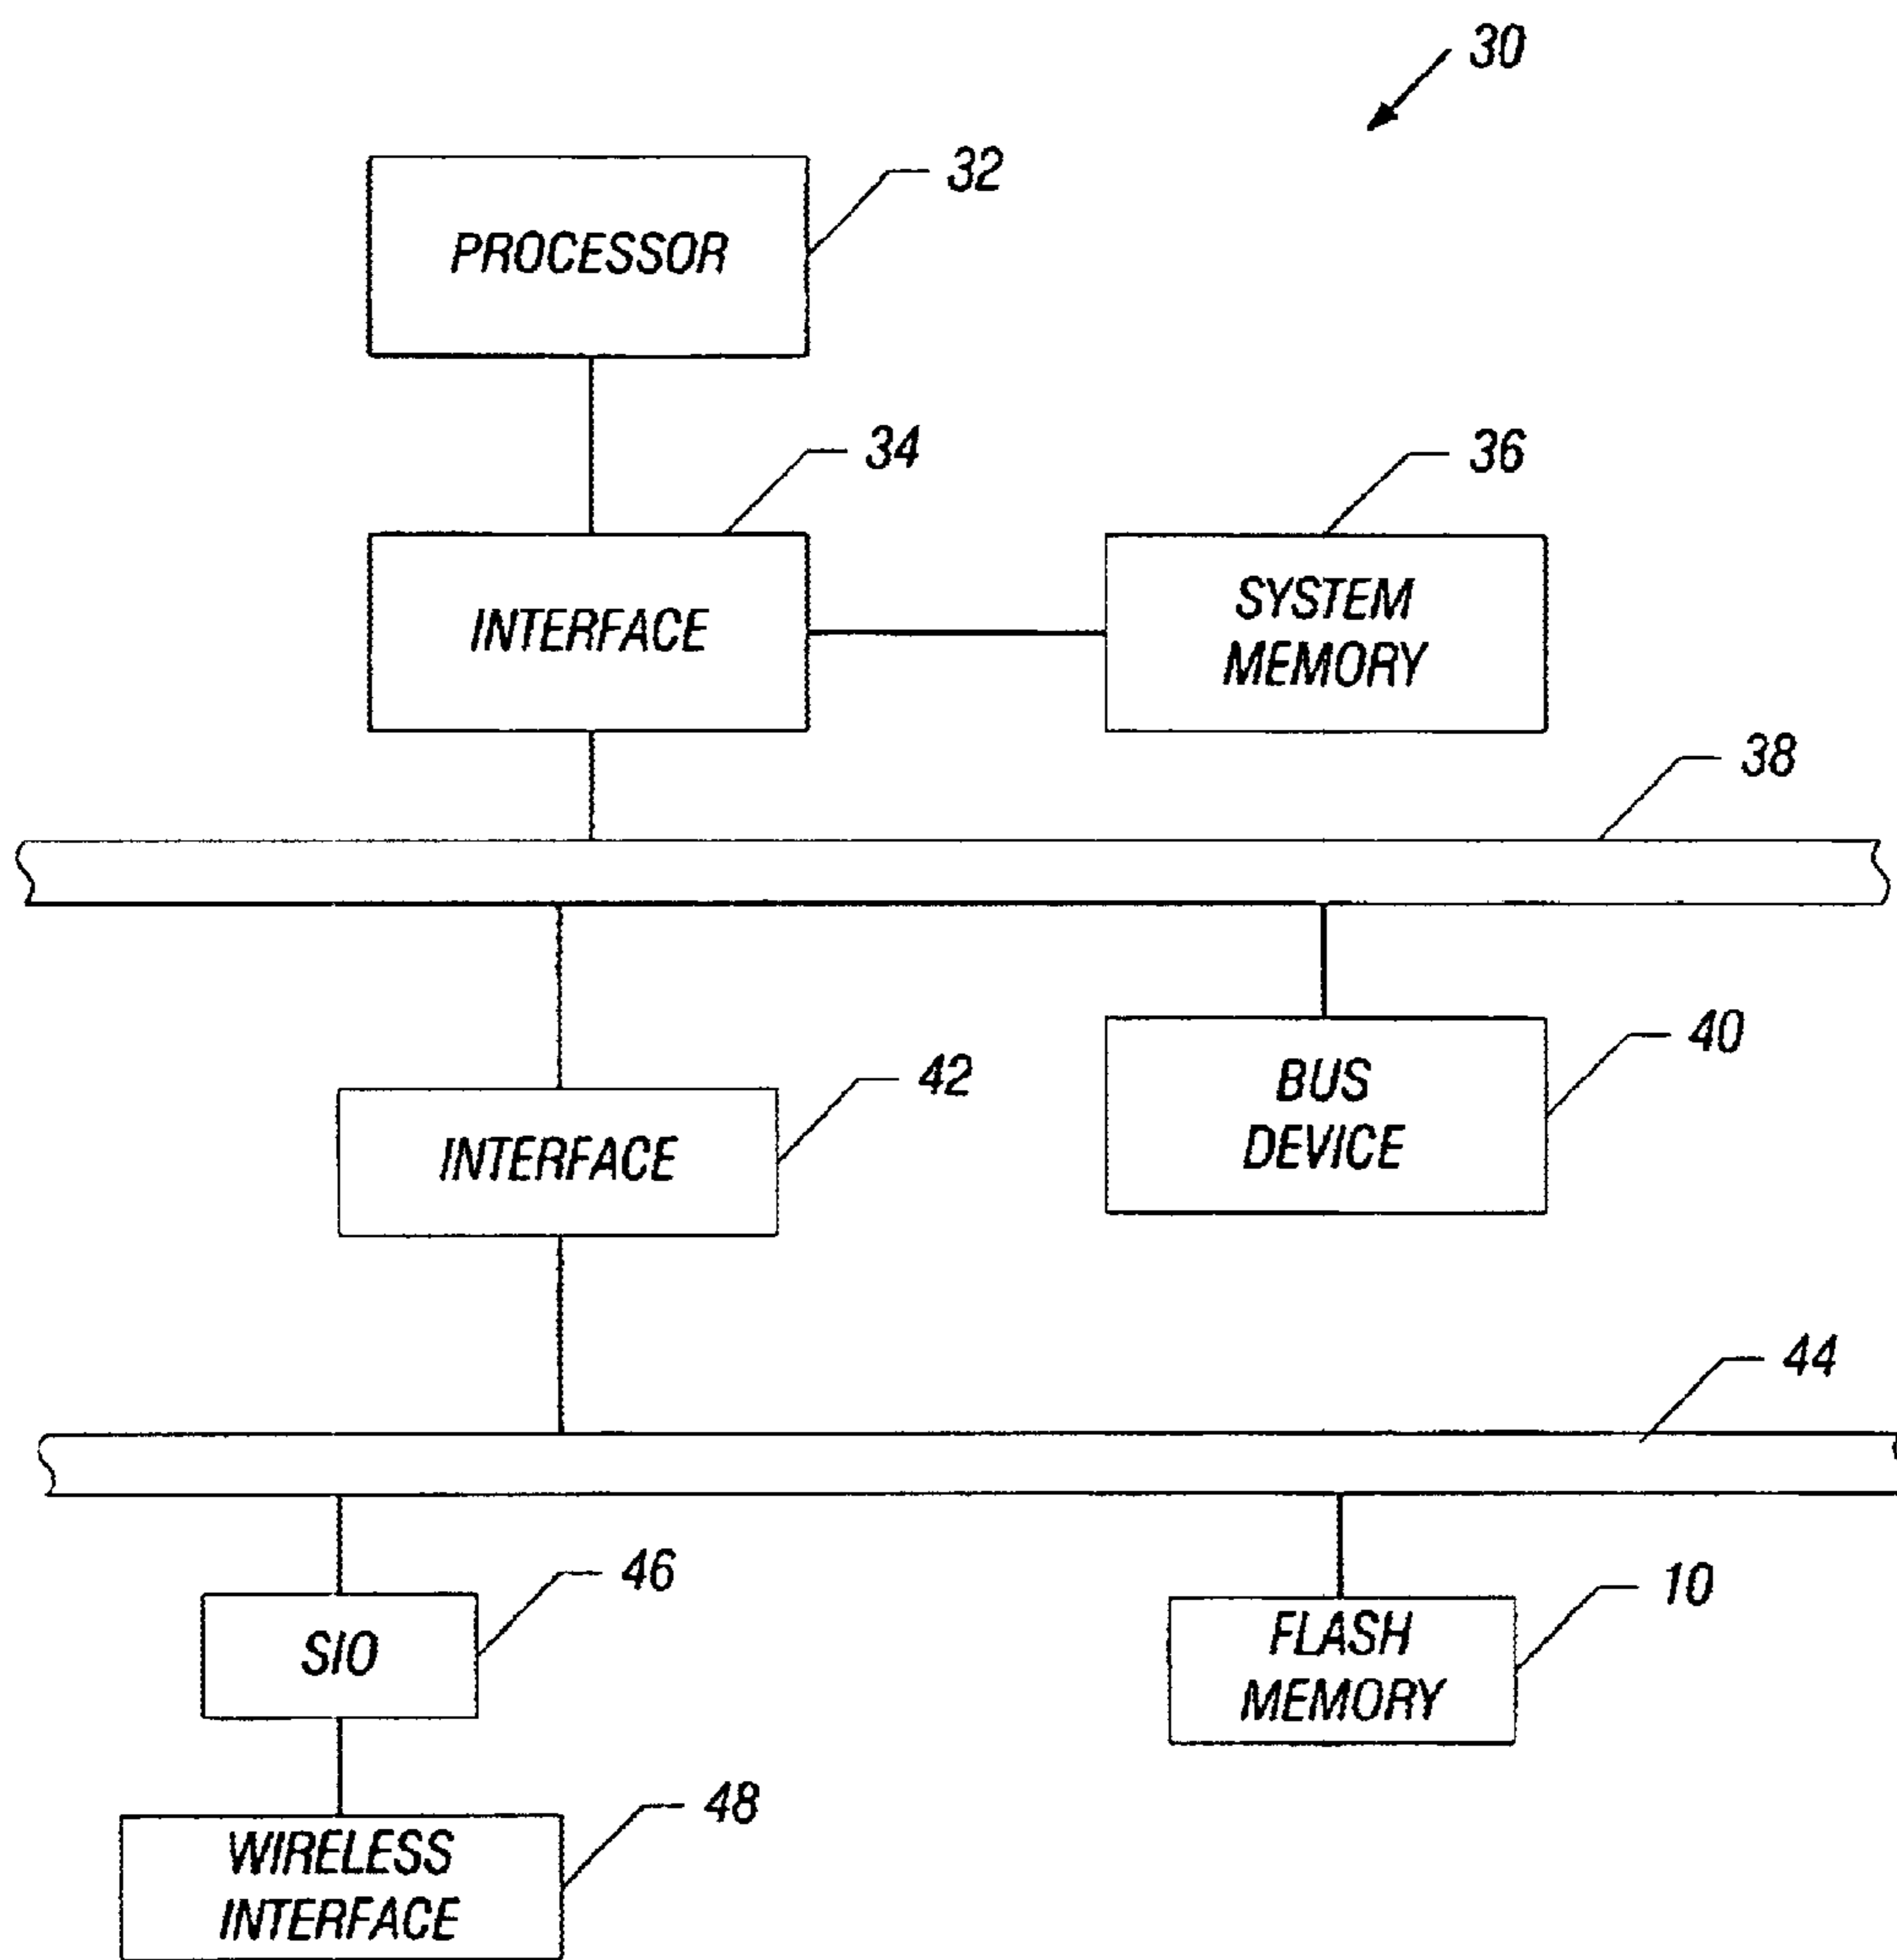 30
32
PROCESSOR
34
36
INTERFACE
SYSTEM
MEMORY
38
40
42
BUS
DEVICE
INTERFACE
44
46
10
SIO
FLASH
MEMORY
48
WIRELESS
INTERFACE